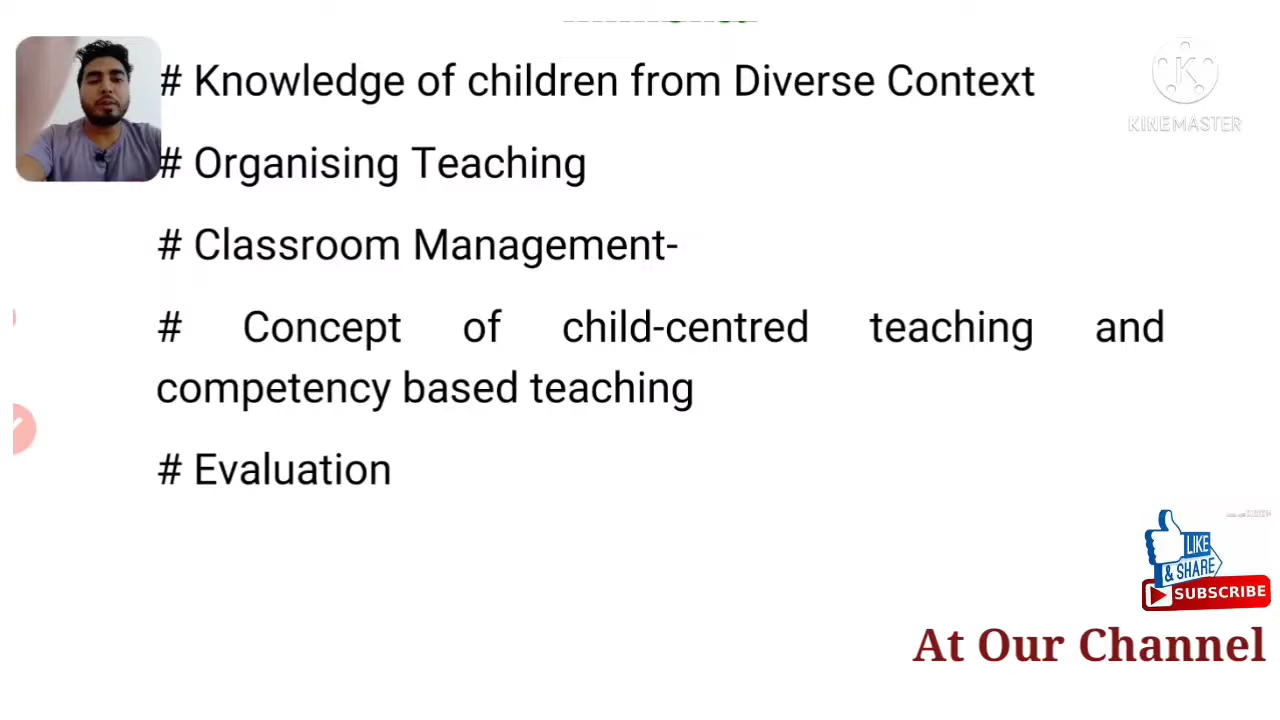 # Knowledge of children from Diverse Context
KINEMASTER
# Organising Teaching
# Classroom Management-
# Concept of child-centred teaching and
competency based teaching
# Evaluation
LIKE
& SHARE
SUBSCRIBE
At Our Channel